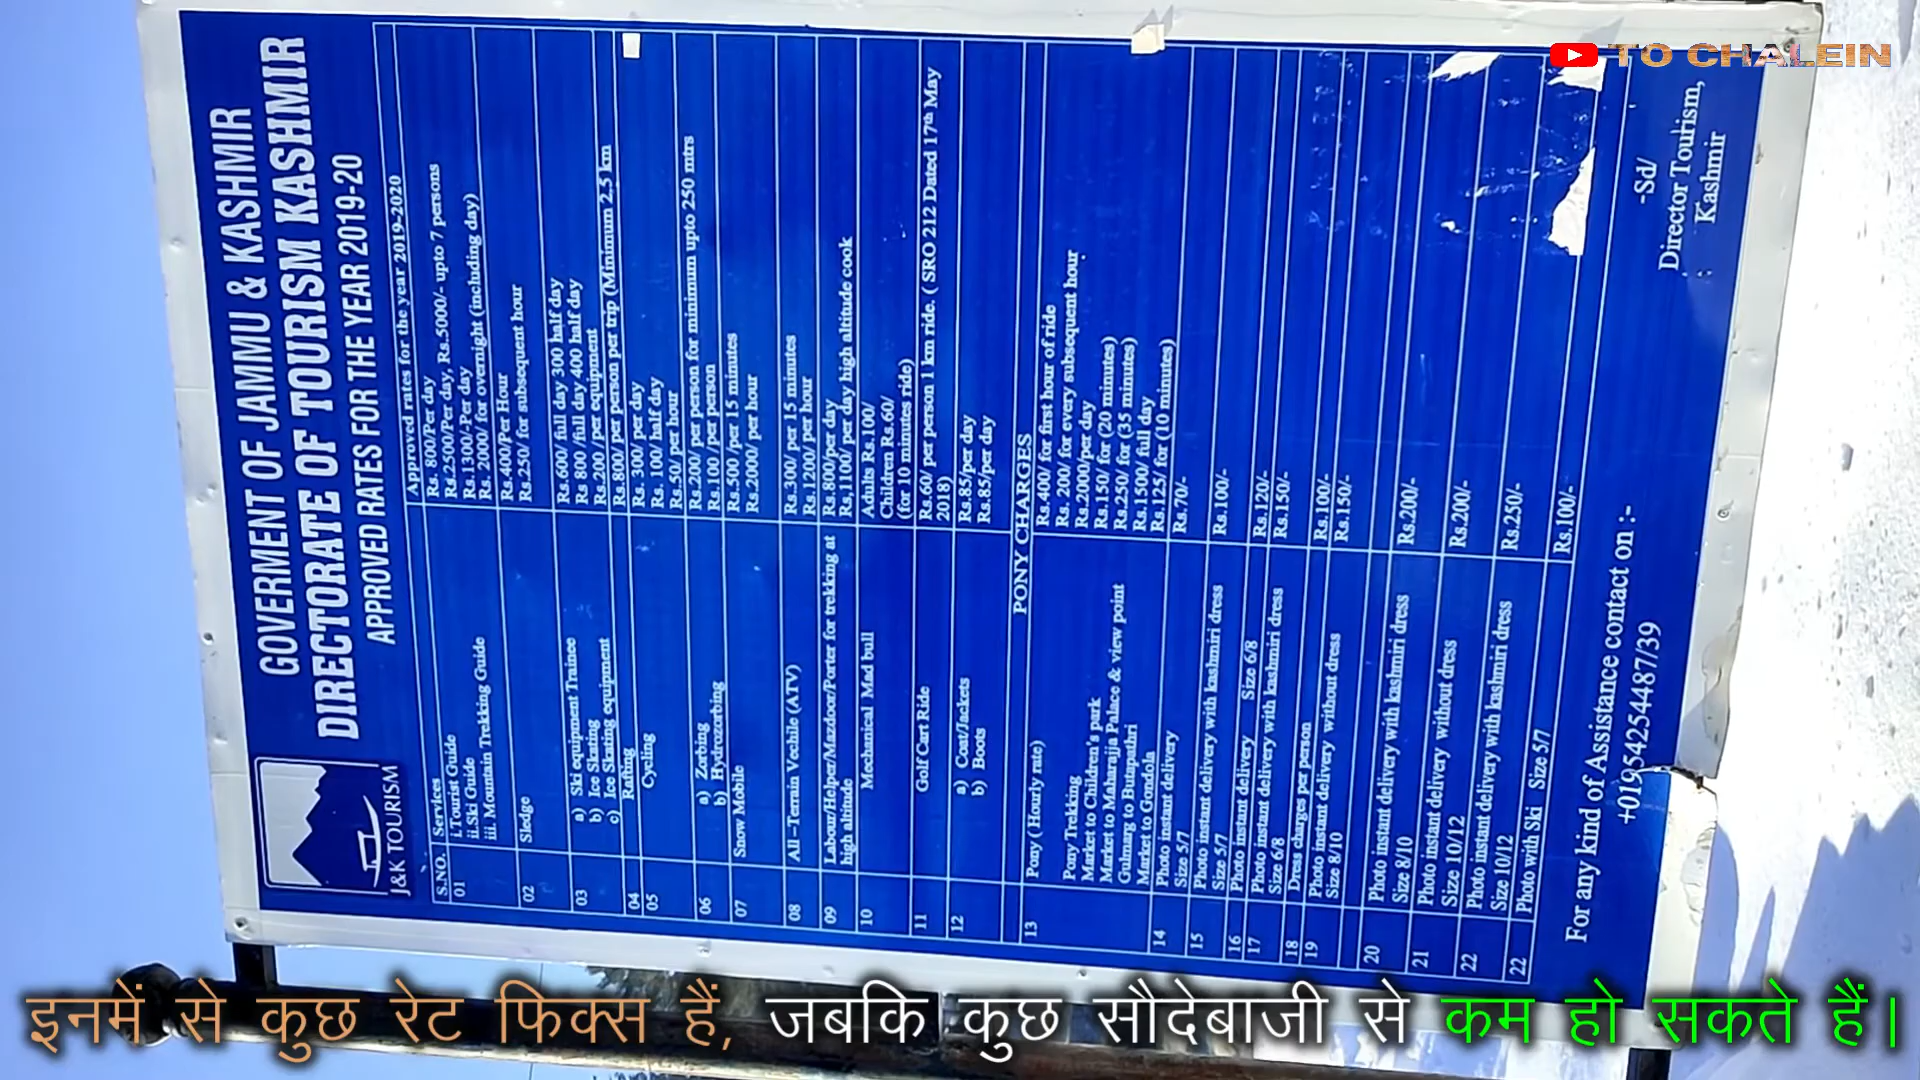 GOVERMENT OF JAMMU & KASHMIR
DIRECTORATE OF TOURISM KASHMIR
APPROVED RATES FOR THE YEAR 2019-20
J&K TOURISM
S.NO. Services Approved rates for the year 2019-2020
01 i.Tourist Guide Rs. 800/Per day
ii.Ski Guide Rs.2500/Per day, Rs.5000/- upto 7 persons
iii. Mountain Trekking Guide Rs.1300/-Per day
Rs. 2000/ for overnight (including day)
02 Sledge Rs.400/Per Hour
Rs.250/ for subsequent hour
03 a) Ski equipment Trainee Rs.600/ full day 300 half day
b) Ice Skating Rs 800 /full day 400 half day
c) Ice Skating equipment Rs.200 /per equipment
04 Rafting Rs.800/ per person per trip (Minimum 2.5 km
05 Cycling Rs. 300/ per day
Rs. 100/ half day
Rs.50/ per hour
06 a) Zorbing Rs.200/ per person for minimum upto 250 mtrs
b) Hydrozorbing Rs.100 /per person
07 Snow Mobile Rs.500 /per 15 minutes
Rs.2000/ per hour
08 All –Terrain Vechile (ATV) Rs.300/ per 15 minutes
Rs.1200/ per hour
09 Labour/Helper/Mazdoor/Porter for trekking at Rs.800/per day
high altitude Rs,1100/ per day high altitude cook
10 Mechanical Mad bull Adults Rs.100/
Children Rs.60/
(for 10 minutes ride)
11 Golf Cart Ride Rs.60/ per person 1 km ride. ( SRO 212 Dated 17th May
2018)
12 a) Coat/Jackets Rs.85/per day
b) Boots Rs.85/per day
PONY CHARGES
13 Pony ( Hourly rate) Rs.400/ for first hour of ride
Rs. 200/ for every subsequent hour
Pony Trekking Rs.2000/per day
Market to Children's park Rs.150/ for (20 minutes)
Market to Maharajja Palace & view point Rs.250/ for (35 minutes)
Gulmarg to Butapathri Rs.1500/ full day
Market to Gondola Rs.125/ for (10 minutes)
14 Photo instant delivery Rs.70/-
Size 5/7
15 Photo instant delivery with kashmiri dress Rs.100/-
Size 5/7
16 Photo instant delivery Size 6/8 Rs.120/-
17 Photo instant delivery with kashmiri dress Rs.150/-
Size 6/8
18 Dress charges per person Rs.100/-
19 Photo instant delivery without dress Rs.150/-
Size 8/10
20 Photo instant delivery with kashmiri dress Rs.200/-
Size 8/10
21 Photo instant delivery without dress Rs.200/-
Size 10/12
22 Photo instant delivery with kashmiri dress Rs.250/-
Size 10/12
22 Photo with Ski Size 5/7 Rs.100/-
For any kind of Assistance contact on :-
+01954254487/39
-Sd/
Director Tourism,
Kashmir
TO CHALEIN
इनमें से कुछ रेट फिक्स हैं, जबकि कुछ सौदेबाजी से कम हो सकते हैं।